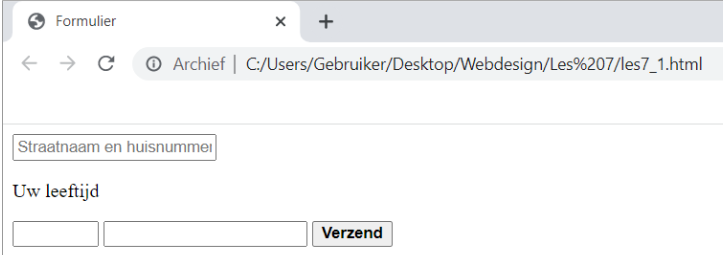 Formulier
Archief | C:/Users/Gebruiker/Desktop/Webdesign/Les%207/les7_1.html
Straatnaam en huisnummer
Uw leeftijd
Verzend